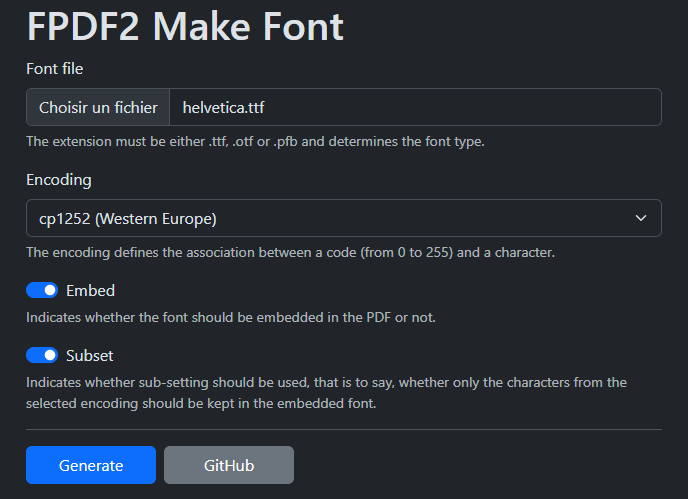 FPDF2 Make Font
Font file
Choisir un fichier helvetica.ttf
The extension must be either .ttf, .otf or .pfb and determines the font type.
Encoding
cp1252 (Western Europe)
The encoding defines the association between a code (from 0 to 255) and a character.
Embed
Indicates whether the font should be embedded in the PDF or not.
Subset
Indicates whether sub-setting should be used, that is to say, whether only the characters from the
selected encoding should be kept in the embedded font.
Generate GitHub